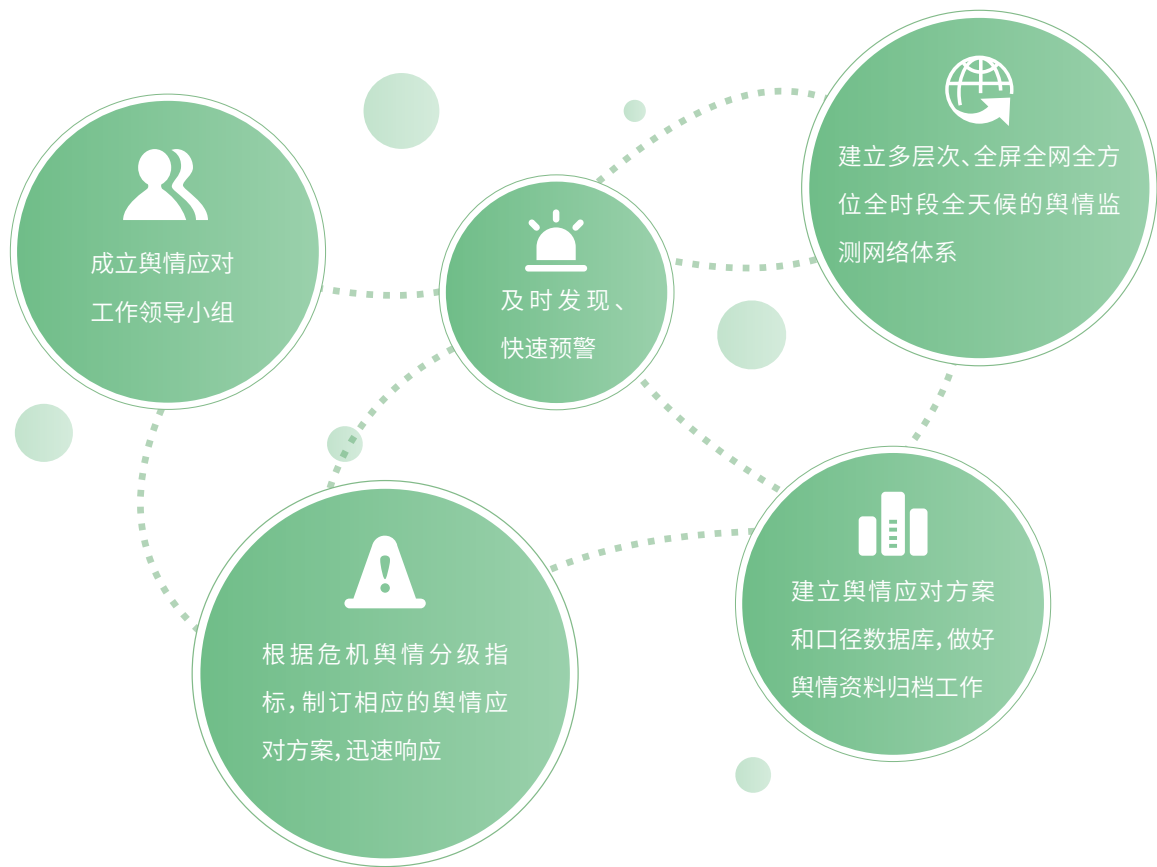 成立舆情应对
工作领导小组
及时发现、
快速预警
建立多层次、全屏全网全方
位全时段全天候的舆情监
测网络体系
根据危机舆情分级指
标，制订相应的舆情应
对方案，迅速响应
建立舆情应对方案
和口径数据库，做好
舆情资料归档工作